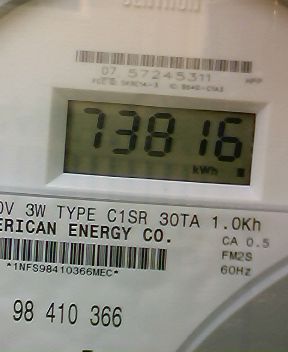 07 57245311
73816
kWh
0V 3W TYPE C1SR 30TA 1.0Kh
ERICAN ENERGY CO.
CA 0.5
FM2S
*1NFS98410366MEC*
60Hz
98 410 366